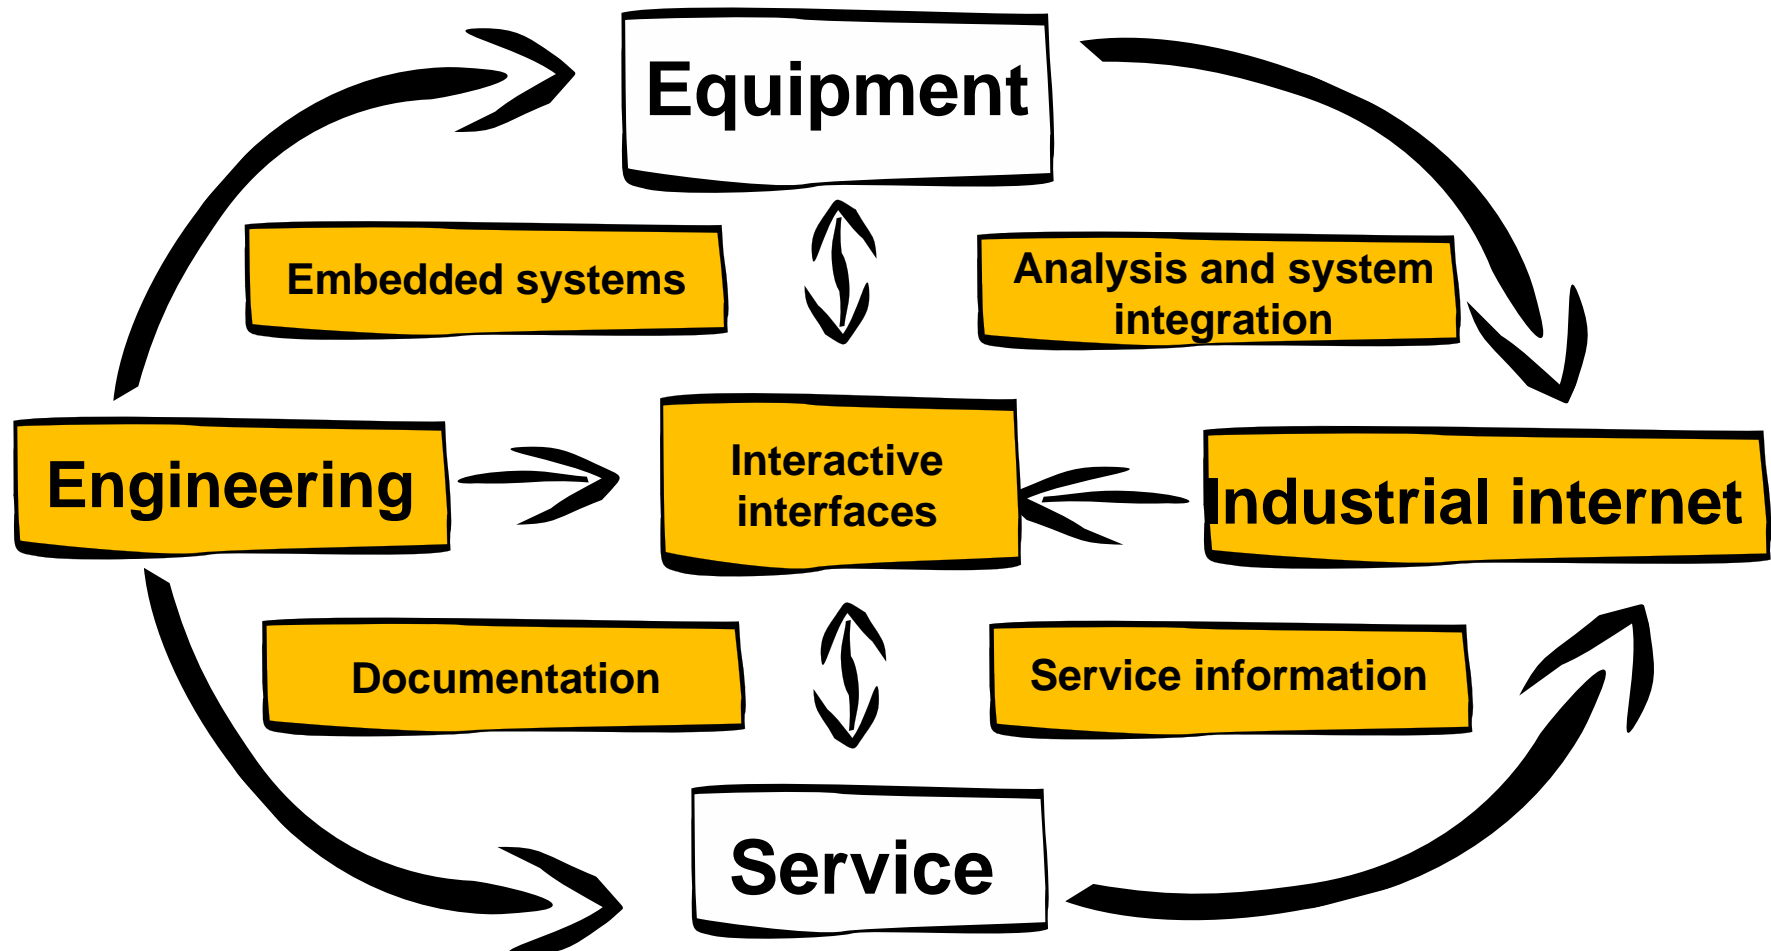 Equipment
Embedded systems
Analysis and system
integration
Engineering
Interactive
interfaces
Industrial internet
Documentation
Service information
Service